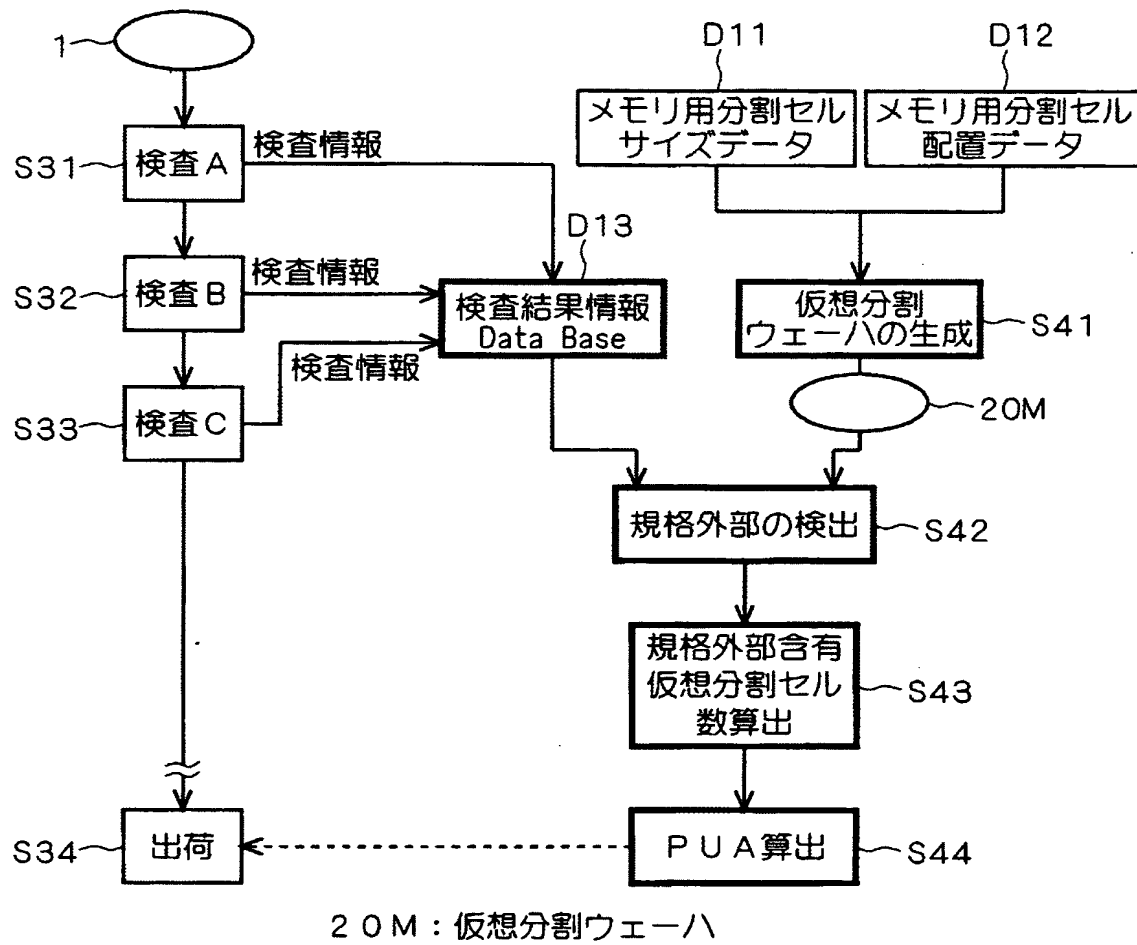 1
D11
D12
メモリ用分割セル
サイズデータ
メモリ用分割セル
配置データ
S31
検査A
検査情報
D13
S32
検査B
検査情報
検査結果情報
Data Base
仮想分割
ウェーハの生成
S41
検査情報
S33
検査C
20M
規格外部の検出
S42
規格外部含有
仮想分割セル
数算出
S43
S34
出荷
PUA算出
S44
20M:仮想分割ウェーハ